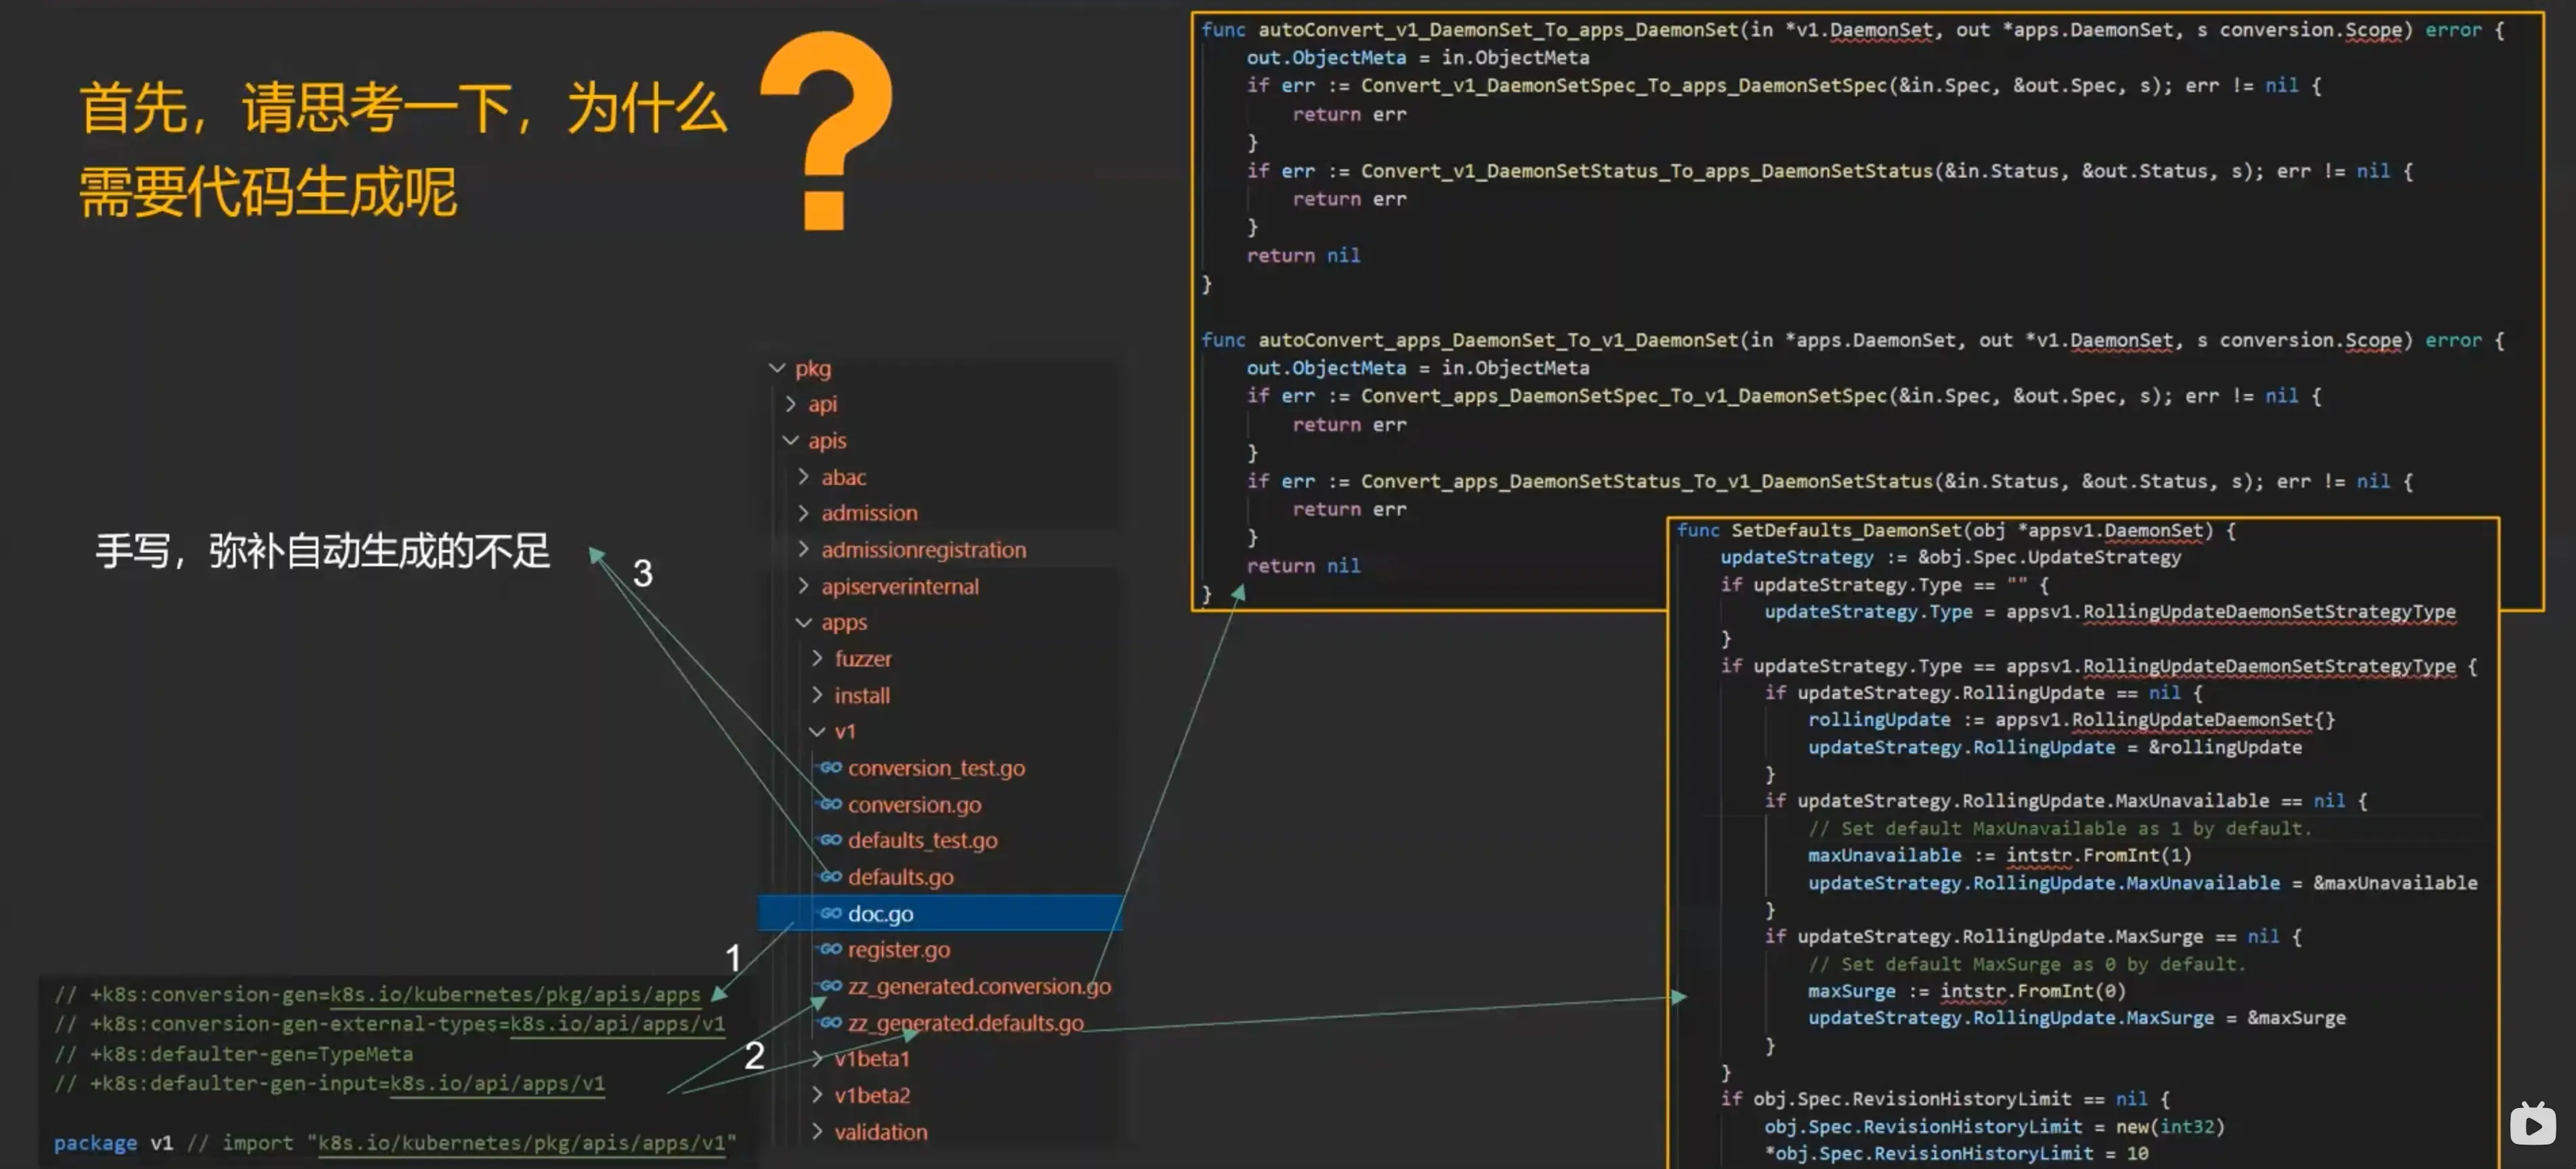 首先，请思考一下，为什么
需要代码生成呢
?
手写，弥补自动生成的不足
3
1
2
// +k8s:conversion-gen=k8s.io/kubernetes/pkg/apis/apps
// +k8s:conversion-gen-external-types=k8s.io/api/apps/v1
// +k8s:defaulter-gen=TypeMeta
// +k8s:defaulter-gen-input=k8s.io/api/apps/v1
package v1 // import "k8s.io/kubernetes/pkg/apis/apps/v1"
pkg
api
apis
abac
admission
admissionregistration
apiserverinternal
apps
fuzzer
install
v1
GO conversion_test.go
GO conversion.go
GO defaults_test.go
GO defaults.go
GO doc.go
GO register.go
GO zz_generated.conversion.go
GO zz_generated.defaults.go
v1beta1
v1beta2
validation
func autoConvert_v1_DaemonSet_To_apps_DaemonSet(in *v1.DaemonSet, out *apps.DaemonSet, s conversion.Scope) error {
out.ObjectMeta = in.ObjectMeta
if err := Convert_v1_DaemonSetSpec_To_apps_DaemonSetSpec(&in.Spec, &out.Spec, s); err != nil {
return err
}
if err := Convert_v1_DaemonSetStatus_To_apps_DaemonSetStatus(&in.Status, &out.Status, s); err != nil {
return err
}
return nil
}
func autoConvert_apps_DaemonSet_To_v1_DaemonSet(in *apps.DaemonSet, out *v1.DaemonSet, s conversion.Scope) error {
out.ObjectMeta = in.ObjectMeta
if err := Convert_apps_DaemonSetSpec_To_v1_DaemonSetSpec(&in.Spec, &out.Spec, s); err != nil {
return err
}
if err := Convert_apps_DaemonSetStatus_To_v1_DaemonSetStatus(&in.Status, &out.Status, s); err != nil {
return err
}
return nil
}
func SetDefaults_DaemonSet(obj *appsv1.DaemonSet) {
updateStrategy := &obj.Spec.UpdateStrategy
if updateStrategy.Type == "" {
updateStrategy.Type = appsv1.RollingUpdateDaemonSetStrategyType
}
if updateStrategy.Type == appsv1.RollingUpdateDaemonSetStrategyType {
if updateStrategy.RollingUpdate == nil {
rollingUpdate := appsv1.RollingUpdateDaemonSet{}
updateStrategy.RollingUpdate = &rollingUpdate
}
if updateStrategy.RollingUpdate.MaxUnavailable == nil {
// Set default MaxUnavailable as 1 by default.
maxUnavailable := intstr.FromInt(1)
updateStrategy.RollingUpdate.MaxUnavailable = &maxUnavailable
}
if updateStrategy.RollingUpdate.MaxSurge == nil {
// Set default MaxSurge as 0 by default.
maxSurge := intstr.FromInt(0)
updateStrategy.RollingUpdate.MaxSurge = &maxSurge
}
}
if obj.Spec.RevisionHistoryLimit == nil {
obj.Spec.RevisionHistoryLimit = new(int32)
*obj.Spec.RevisionHistoryLimit = 10